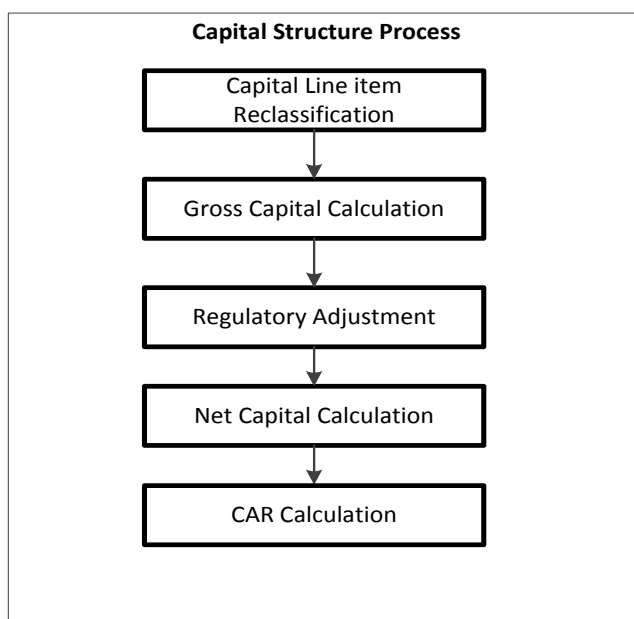 Capital Structure Process
Capital Line item
Reclassification
Gross Capital Calculation
Regulatory Adjustment
Net Capital Calculation
CAR Calculation